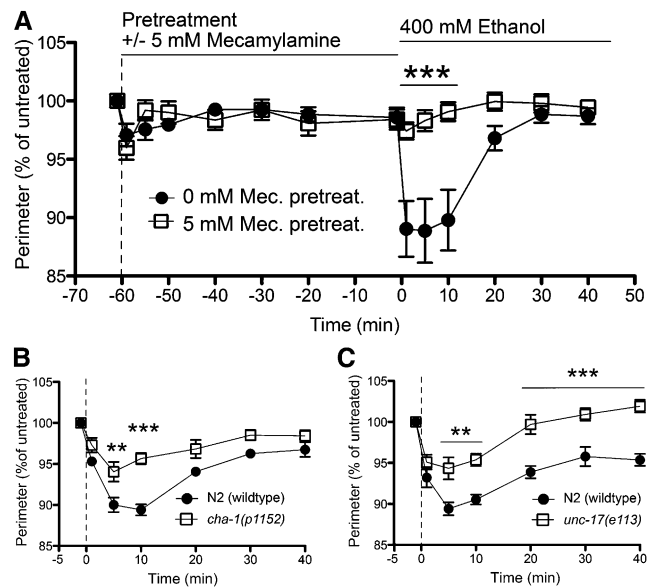 A
Pretreatment
+/- 5 mM Mecamylamine
400 mM Ethanol
***
Perimeter (% of untreated)
105
100
95
90
85
0 mM Mec. pretreat.
5 mM Mec. pretreat.
-70 -60 -50 -40 -30 -20 -10 0 10 20 30 40 50
Time (min)
B
Perimeter (%of untreated)
105
100
95
90
85
**
***
N2 (wildtype)
cha-1(p1152)
-5 0 10 20 30 40
Time (min)
C
Perimeter (% of untreated)
105
100
95
90
85
**
***
N2 (wildtype)
unc-17(e113)
-5 0 10 20 30 40
Time (min)